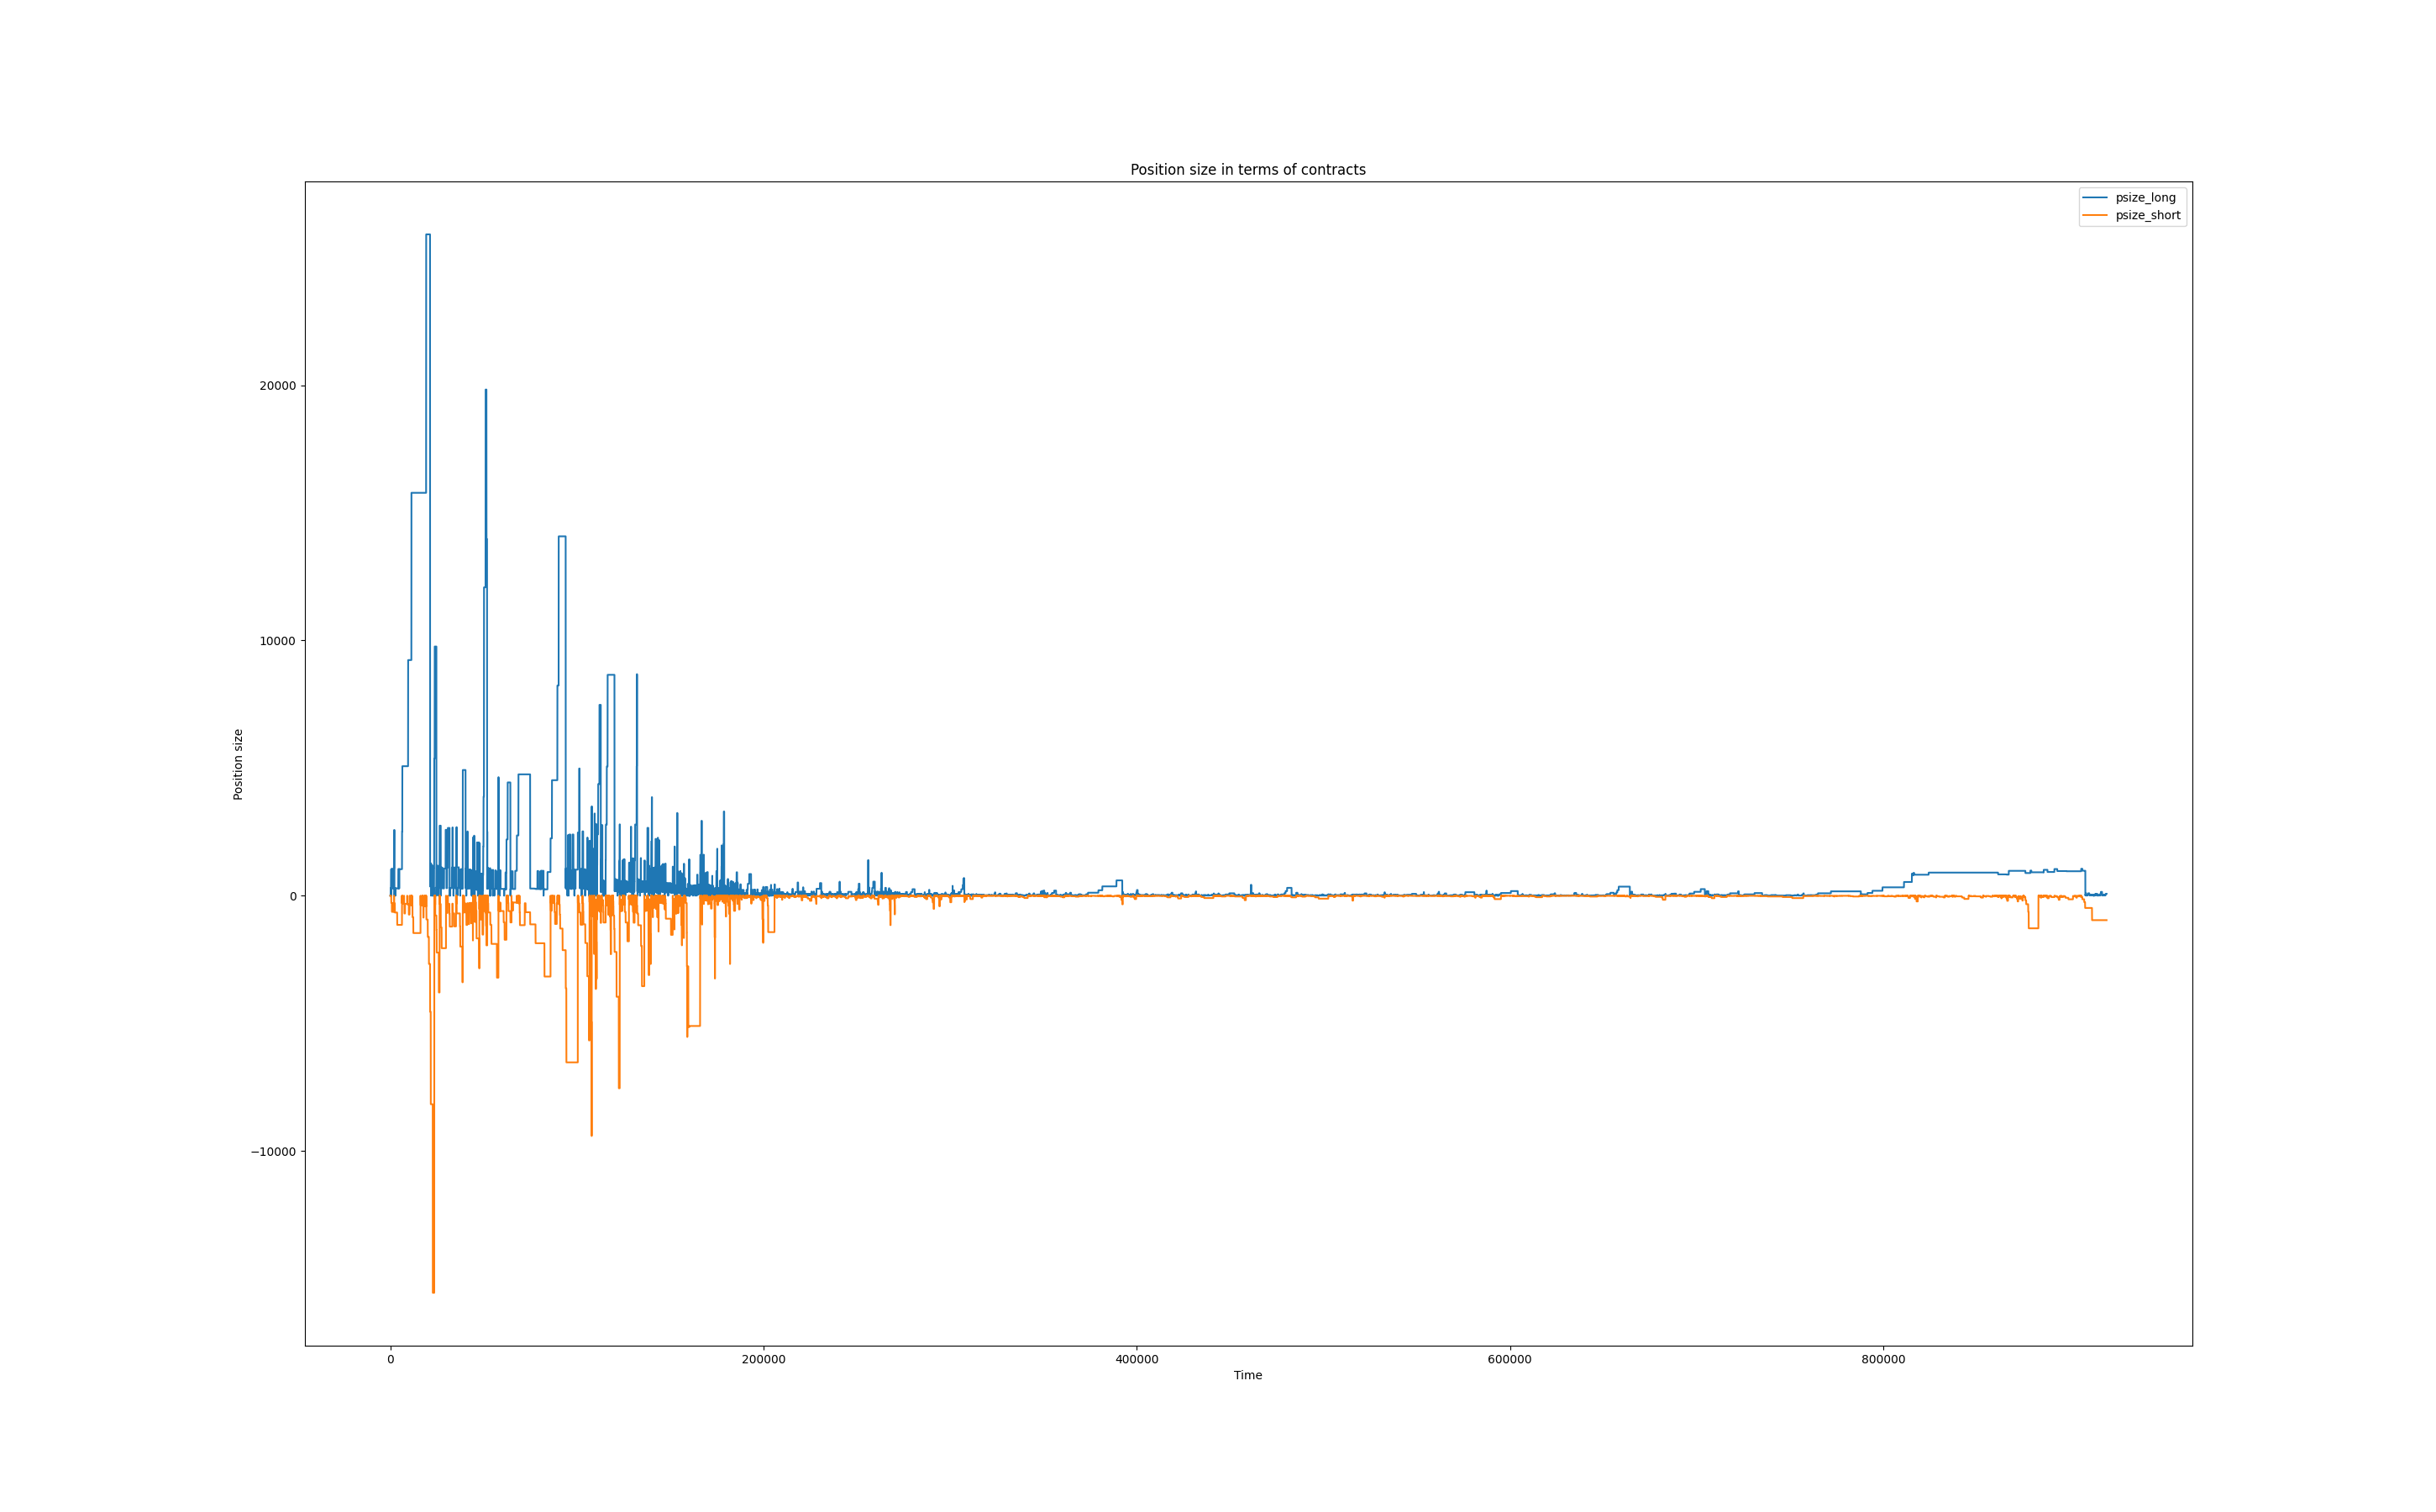 Position size in terms of contracts
psize_long
psize_short
Position size
20000
10000
0
−10000
0
200000
400000
600000
800000
Time